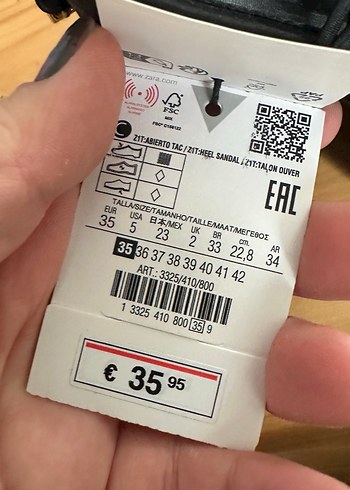 www.zara.com
FSC
MIX
FSC® C136123
Z1T:ABIERTO TAC / Z1T:HEEL SANDAL / Z1T:TALON OUVER
EAC
TALLA/SIZE/TAMANHO/TAILLE/MAAT/ΜΕΓΕΘΟΣ
EUR USA 日本/MEX UK BR cm. AR
35 5 23 2 33 22,8 34
35 36 37 38 39 40 41 42
ART.: 3325/410/800
1 3325 410 800 35 9
€ 35 95